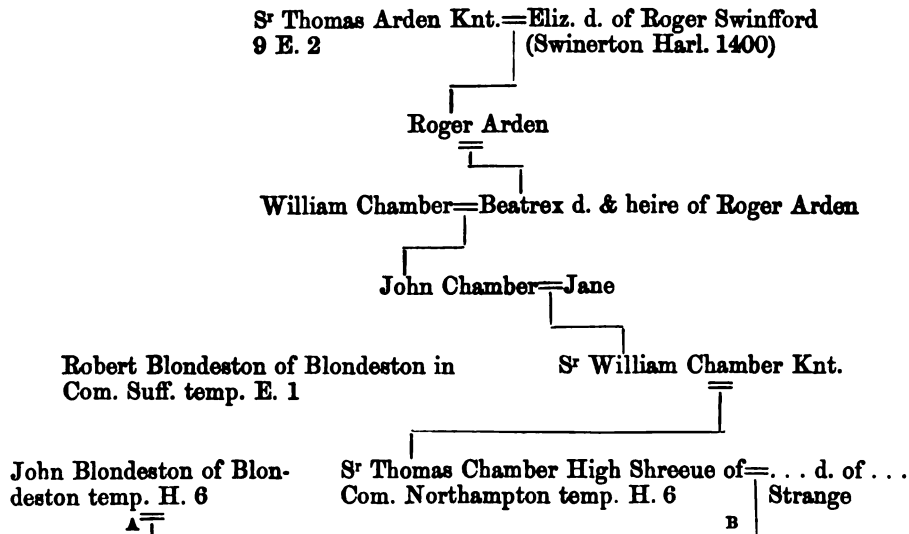 Sʳ Thomas Arden Knt.=Eliz. d. of Roger Swinfford
9 E. 2 (Swinerton Harl. 1400)
Roger Arden
=
William Chamber=Beatrex d. & heire of Roger Arden
John Chamber=Jane
Robert Blondeston of Blondeston in
Com. Suff. temp. E. 1
Sʳ William Chamber Knt.
=
John Blondeston of Blon-
deston temp. H. 6
A=
Sʳ Thomas Chamber High Shreeue of=... d. of ...
Com. Northampton temp. H. 6 Strange
B